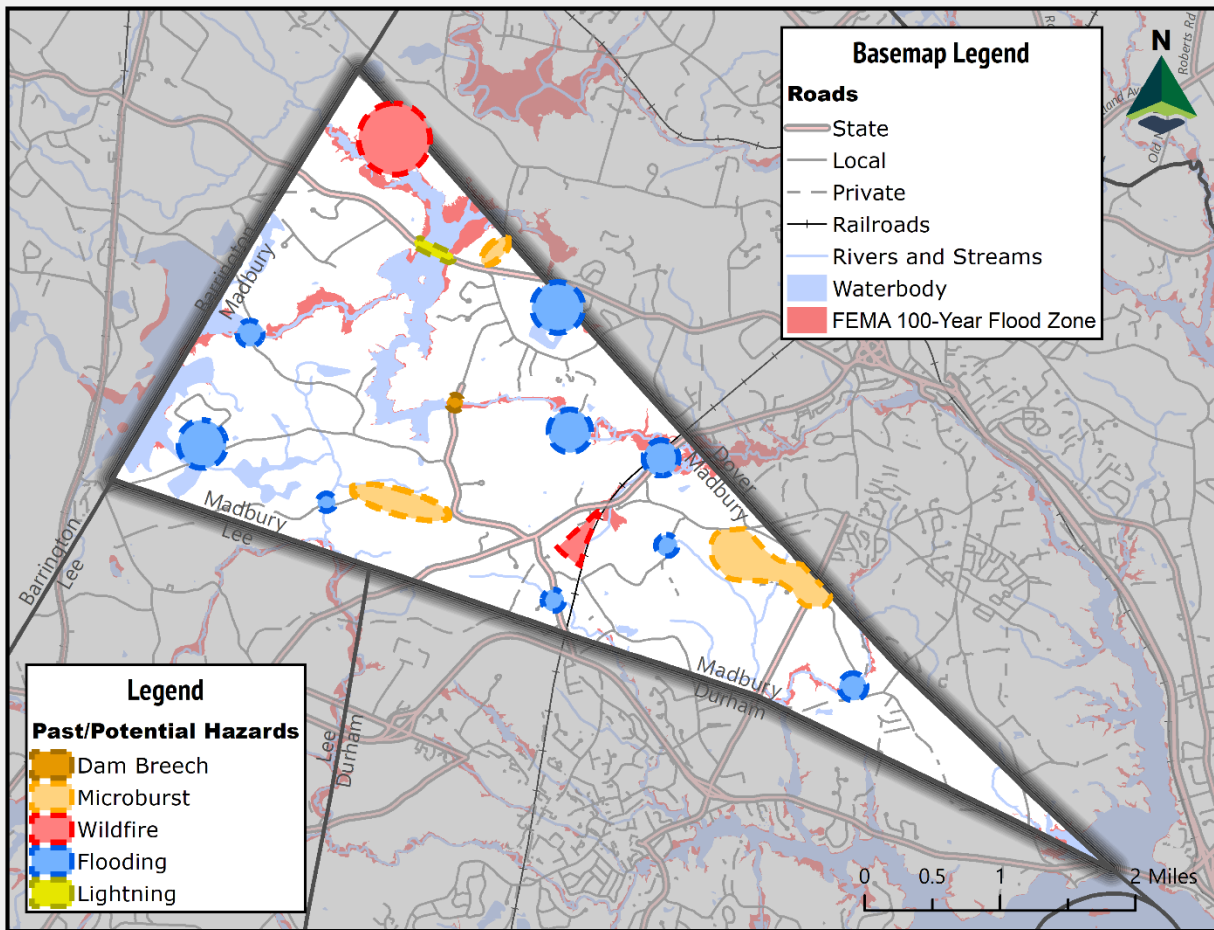 Basemap Legend
Roads
State
Local
Private
Railroads
Rivers and Streams
Waterbody
FEMA 100-Year Flood Zone
N
Roberts Rd
Barrington
Madbury
Dover
Madbury
Madbury
Lee
Barrington
Lee
Madbury
Durham
Lee
Durham
Legend
Past/Potential Hazards
Dam Breech
Microburst
Wildfire
Flooding
Lightning
0 0.5 1 2 Miles